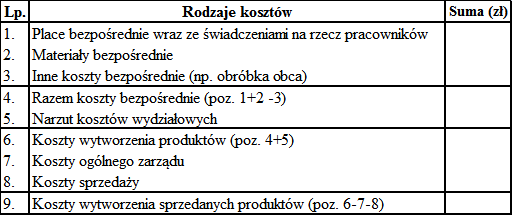 Lp. Rodzaje kosztów Suma (zł)
1. Płace bezpośrednie wraz ze świadczeniami na rzecz pracowników
2. Materiały bezpośrednie
3. Inne koszty bezpośrednie (np. obróbka obca)
4. Razem koszty bezpośrednie (poz. 1+2 -3)
5. Narzut kosztów wydziałowych
6. Koszty wytworzenia produktów (poz. 4+5)
7. Koszty ogólnego zarządu
8. Koszty sprzedaży
9. Koszty wytworzenia sprzedanych produktów (poz. 6-7-8)